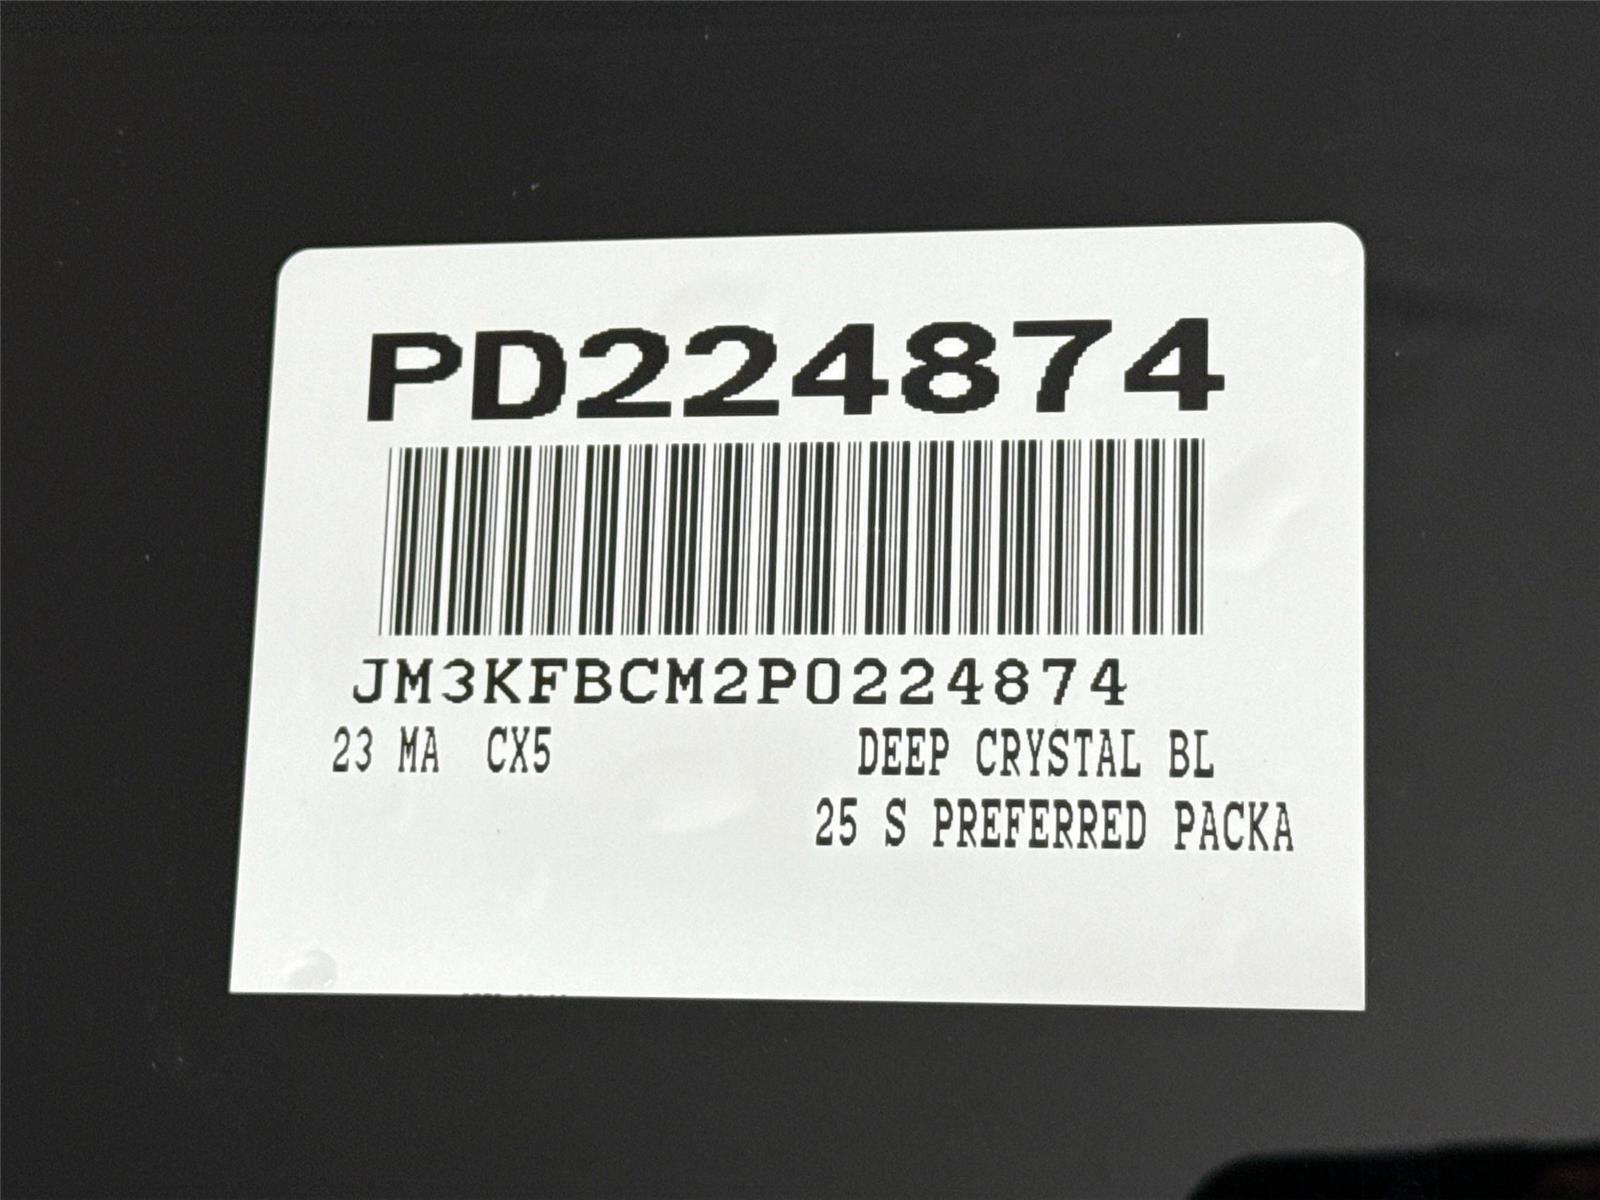 PD224874
JM3KFBCM2P0224874
23 MA CX5 DEEP CRYSTAL BL
25 S PREFERRED PACKA